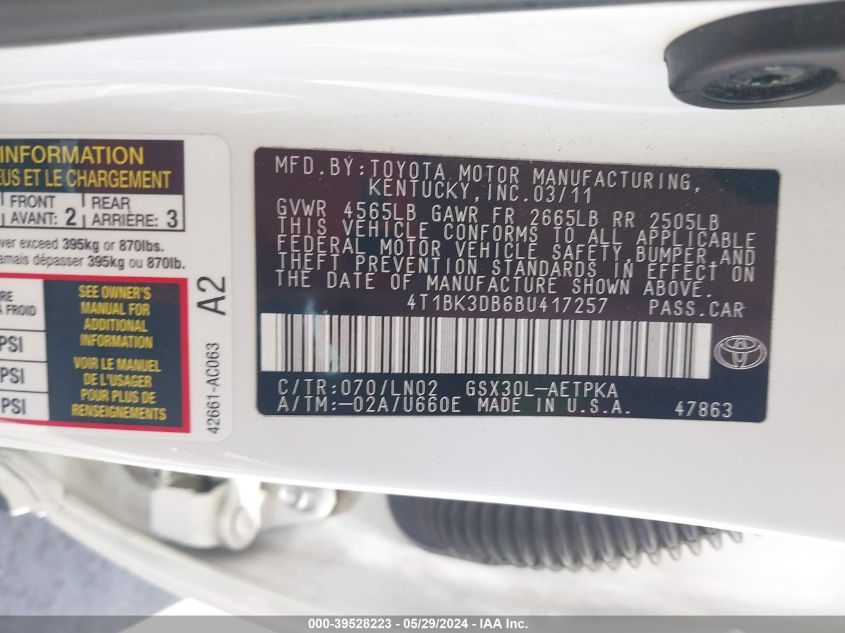 INFORMATION
EUS ET LE CHARGEMENT
FRONT
AVANT: 2
REAR
ARRIÈRE: 3
ver exceed 395kg or 870lbs.
amais dépasser 395kg ou 870lb.
RE
A FROID
PSI
PSI
PSI
SEE OWNER'S
MANUAL FOR
ADDITIONAL
INFORMATION
VOIR LE MANUEL
DE L'USAGER
POUR PLUS DE
RENSEIGNEMENTS
A2
42661-AC063
MFD.BY:TOYOTA MOTOR MANUFACTURING,
KENTUCKY,INC.03/11
GVWR 4565LB GAWR FR 2665LB RR 2505LB
THIS VEHICLE CONFORMS TO ALL APPLICABLE
FEDERAL MOTOR VEHICLE SAFETY,BUMPER,AND
THEFT PREVENTION STANDARDS IN EFFECT ON
THE DATE OF MANUFACTURE SHOWN ABOVE.
4T1BK3DB6BU417257 PASS.CAR
C/TR:070/LN02 GSX30L-AETPKA
A/TM:-02A/U660E MADE IN U.S.A. 47863
000-39528223 - 05/29/2024 - IAA Inc.